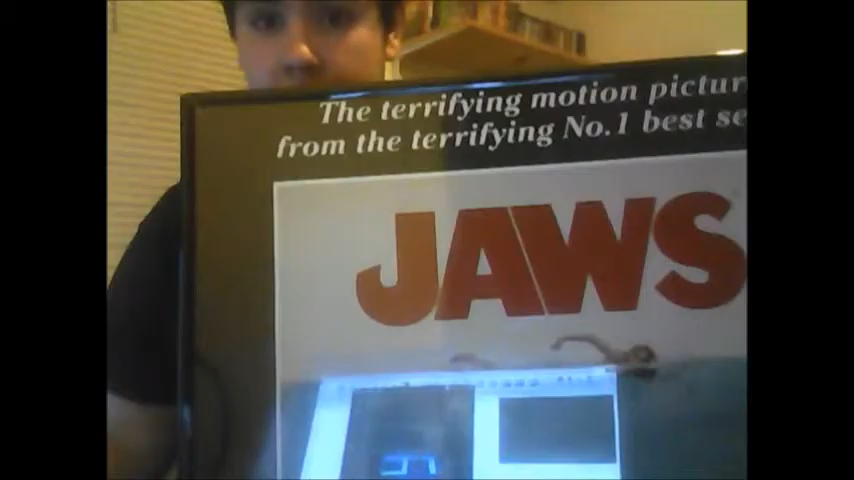 The terrifying motion pictur
from the terrifying No.1 best se
JAWS